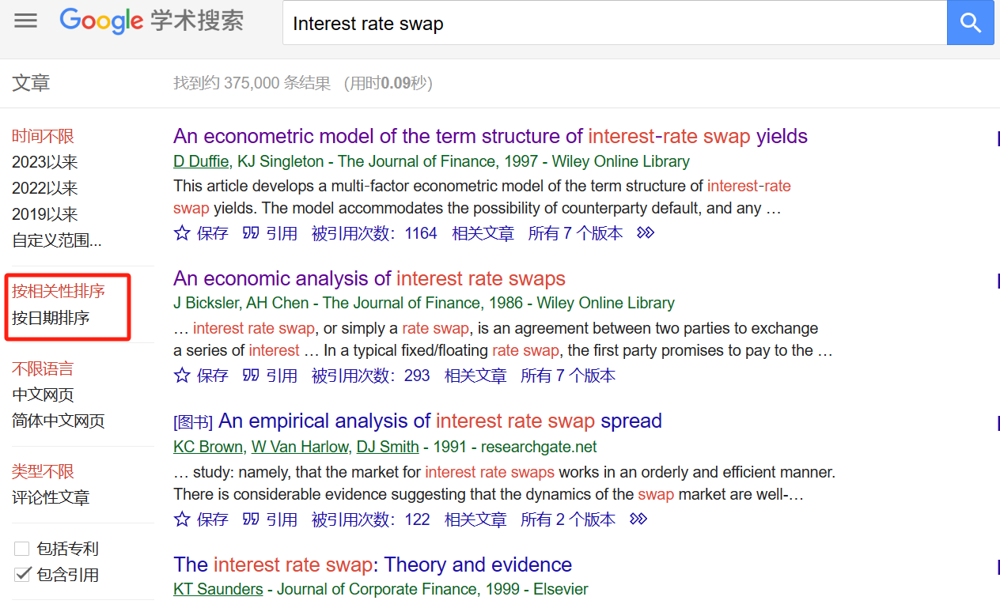 Google 学术搜索
Interest rate swap
文章
找到约 375,000 条结果 (用时0.09秒)
时间不限
2023以来
2022以来
2019以来
自定义范围...
按相关性排序
按日期排序
不限语言
中文网页
简体中文网页
类型不限
评论性文章
包括专利
包含引用
An econometric model of the term structure of interest-rate swap yields
D Duffie, KJ Singleton - The Journal of Finance, 1997 - Wiley Online Library
This article develops a multi-factor econometric model of the term structure of interest-rate
swap yields. The model accommodates the possibility of counterparty default, and any …
保存 引用 被引用次数：1164 相关文章 所有 7 个版本
An economic analysis of interest rate swaps
J Bicksler, AH Chen - The Journal of Finance, 1986 - Wiley Online Library
… interest rate swap, or simply a rate swap, is an agreement between two parties to exchange
a series of interest … In a typical fixed/floating rate swap, the first party promises to pay to the …
保存 引用 被引用次数：293 相关文章 所有 7 个版本
[图书] An empirical analysis of interest rate swap spread
KC Brown, W Van Harlow, DJ Smith - 1991 - researchgate.net
… study: namely, that the market for interest rate swaps works in an orderly and efficient manner.
There is considerable evidence suggesting that the dynamics of the swap market are well-…
保存 引用 被引用次数：122 相关文章 所有 2 个版本
The interest rate swap: Theory and evidence
KT Saunders - Journal of Corporate Finance, 1999 - Elsevier